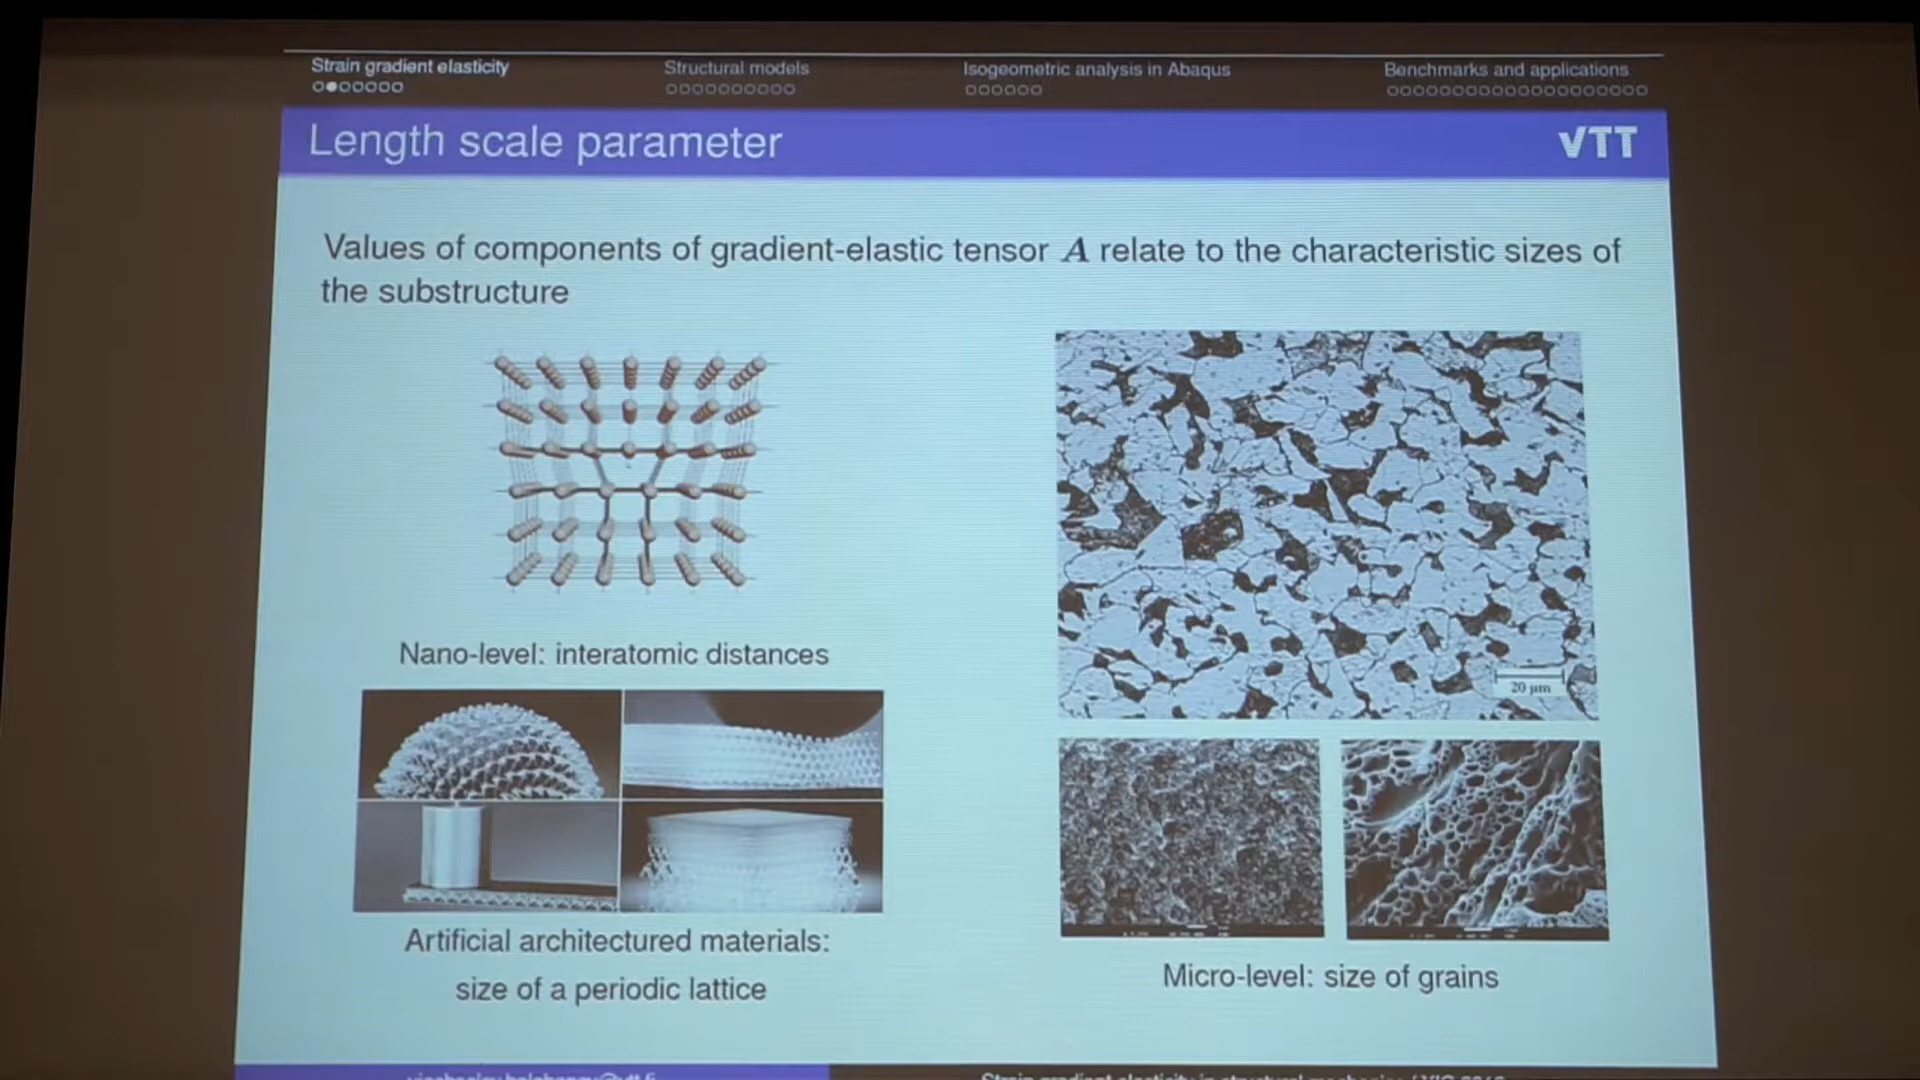 Strain gradient elasticity
Structural models
Isogeometric analysis in Abaqus
Benchmarks and applications
Length scale parameter
VTT
Values of components of gradient-elastic tensor A relate to the characteristic sizes of
the substructure
Nano-level: interatomic distances
20 µm
Artificial architectured materials:
size of a periodic lattice
Micro-level: size of grains